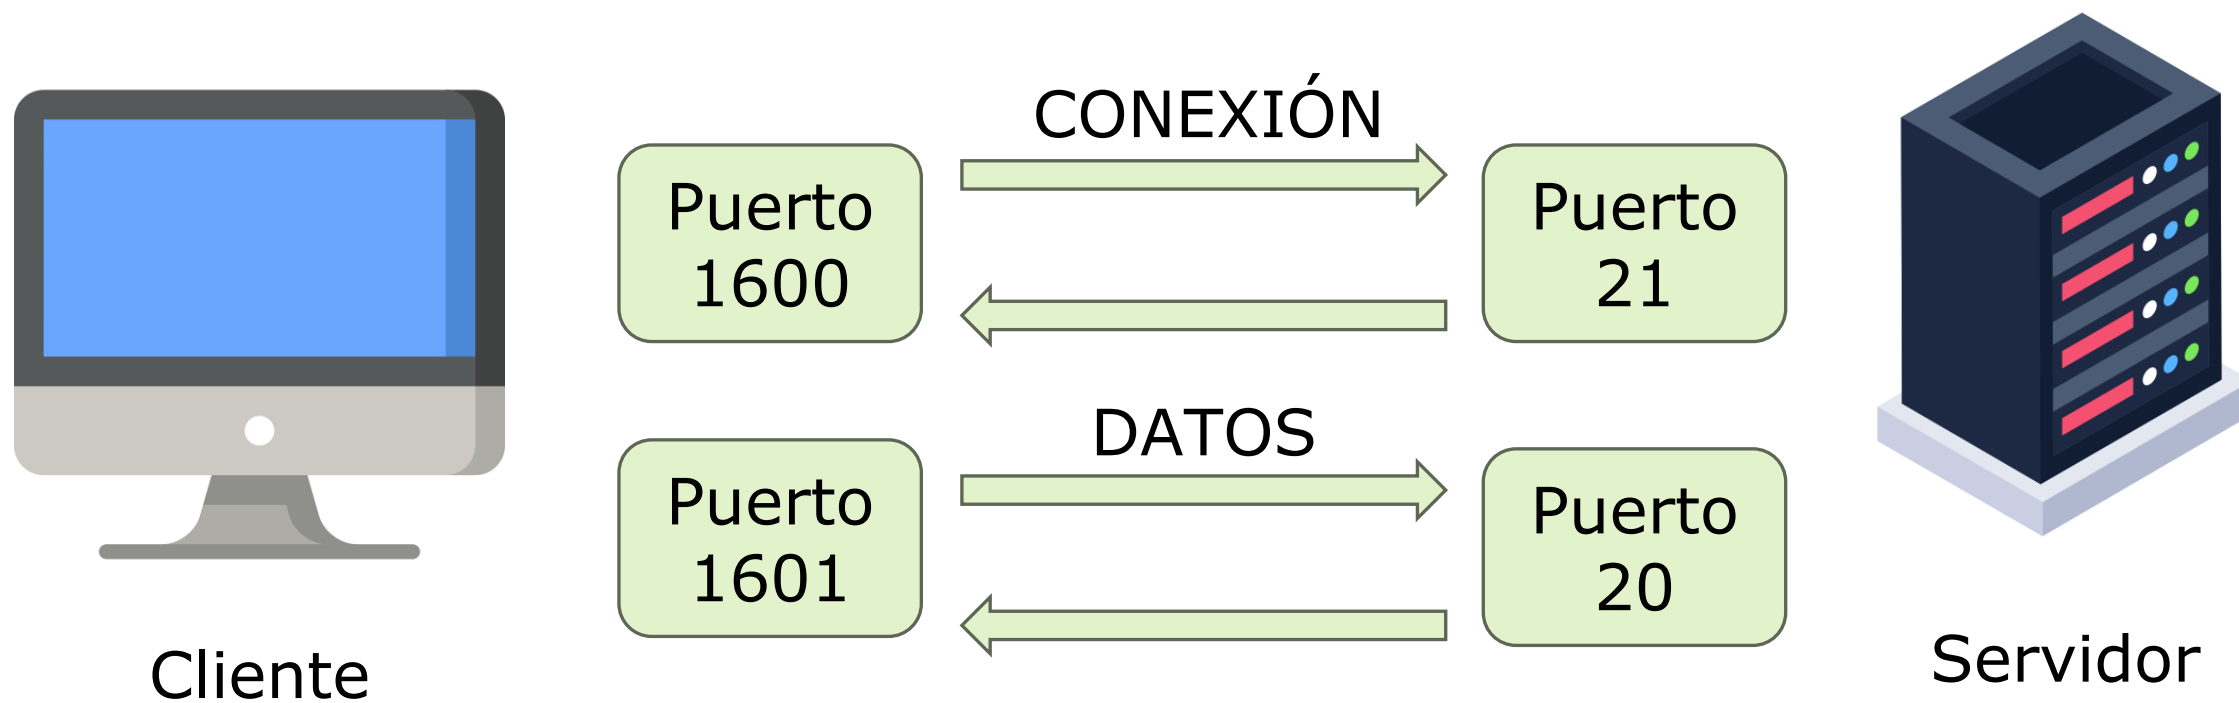 CONEXIÓN
Puerto
1600
Puerto
21
DATOS
Puerto
1601
Puerto
20
Cliente
Servidor